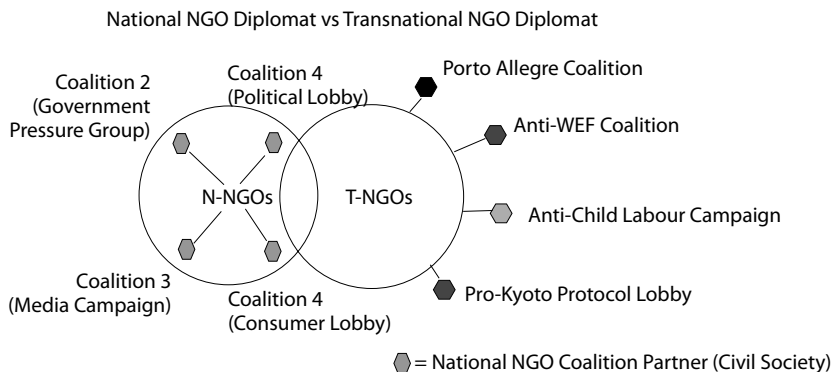 National NGO Diplomat vs Transnational NGO Diplomat
Coalition 2
(Government
Pressure Group)
Coalition 4
(Political Lobby)
Porto Allegre Coalition
Anti-WEF Coalition
N-NGOs
T-NGOs
Anti-Child Labour Campaign
Coalition 3
(Media Campaign)
Coalition 4
(Consumer Lobby)
Pro-Kyoto Protocol Lobby
= National NGO Coalition Partner (Civil Society)